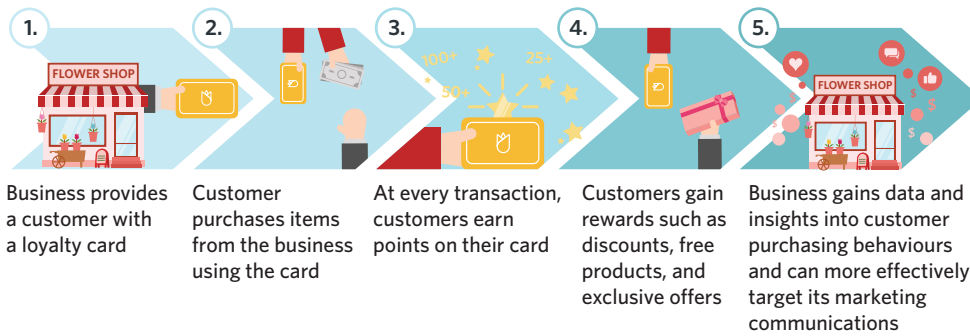 1.
FLOWER SHOP
Business provides
a customer with
a loyalty card
2.
Customer
purchases items
from the business
using the card
3.
100+
25+
50+
At every transaction,
customers earn
points on their card
4.
Customers gain
rewards such as
discounts, free
products, and
exclusive offers
5.
FLOWER SHOP
$
$
$
Business gains data and
insights into customer
purchasing behaviours
and can more effectively
target its marketing
communications